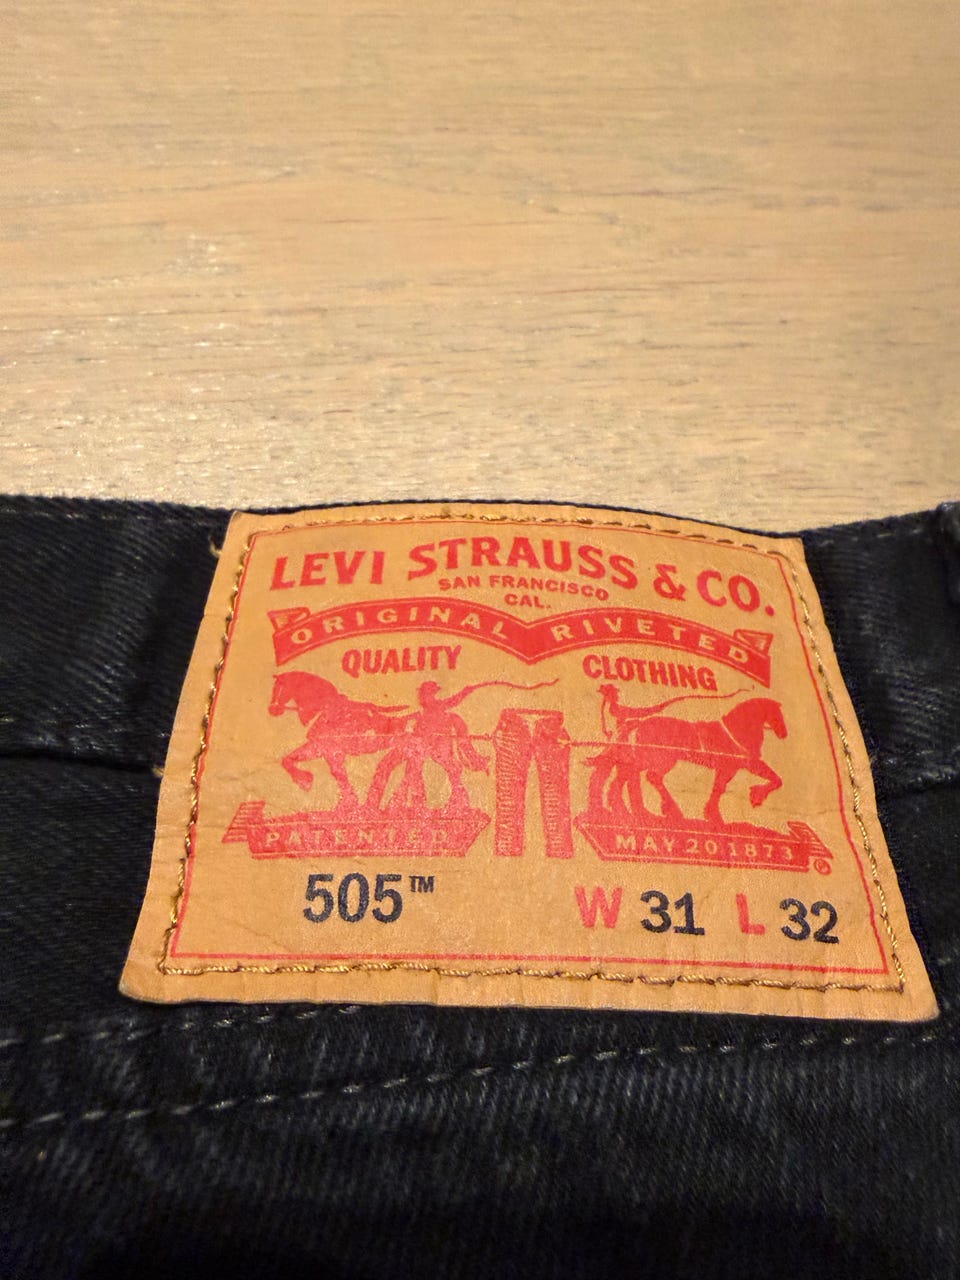 LEVI STRAUSS & CO.
SAN FRANCISCO
CAL.
ORIGINAL RIVETED
QUALITY CLOTHING
PATENTED MAY 20 1873 ®
505™ W 31 L 32